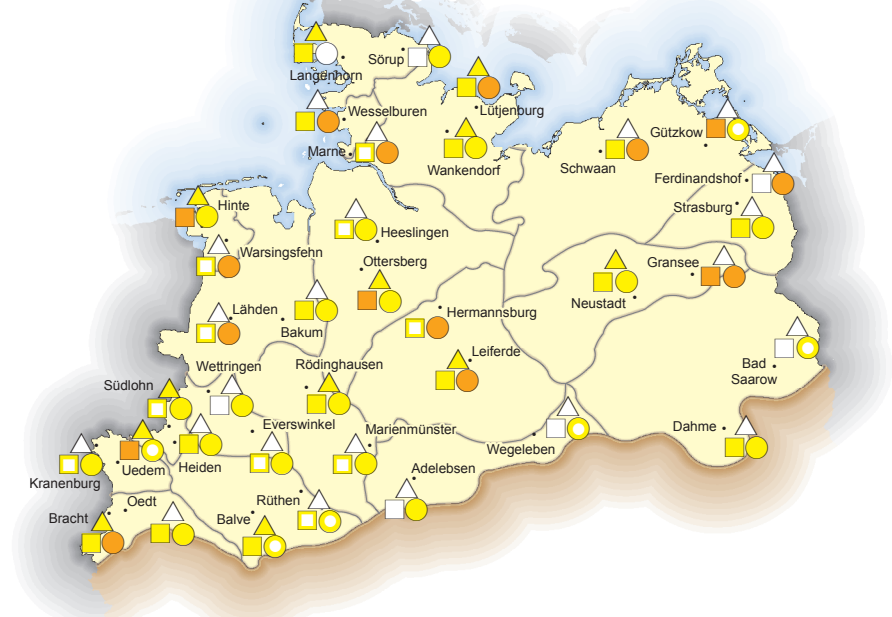 Langenhorn
Sörup
Lütjenburg
Wesselburen
Marne
Wankendorf
Schwaan
Gützkow
Ferdinandshof
Strasburg
Hinte
Heeslingen
Warsingsfehn
Ottersberg
Gransee
Neustadt
Lähden
Bakum
Hermannsburg
Leiferde
Bad
Saarow
Wettringen
Rödinghausen
Südlohn
Everswinkel
Marienmünster
Dahme
Wegeleben
Uedem
Heiden
Kranenburg
Adelebsen
Oedt
Rüthen
Bracht
Balve